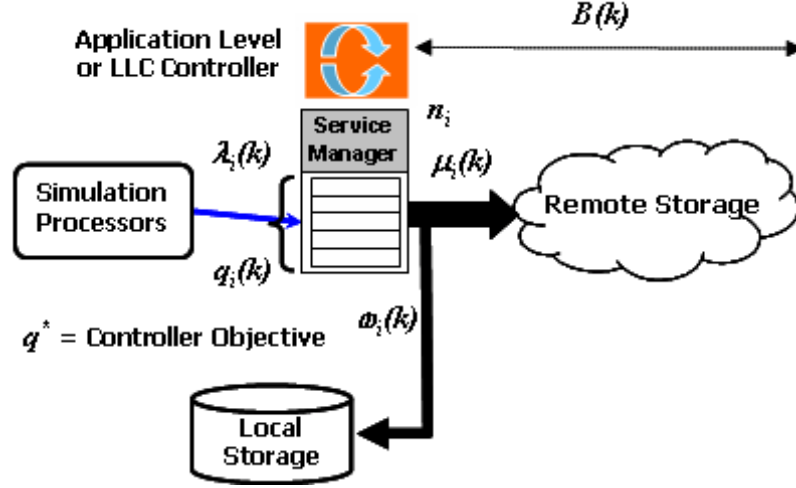 B(k)
Application Level
or LLC Controller
n_i
Service
Manager
λ_i(k)
μ_i(k)
Simulation
Processors
Remote Storage
q_i(k)
ω_i(k)
q* = Controller Objective
Local
Storage